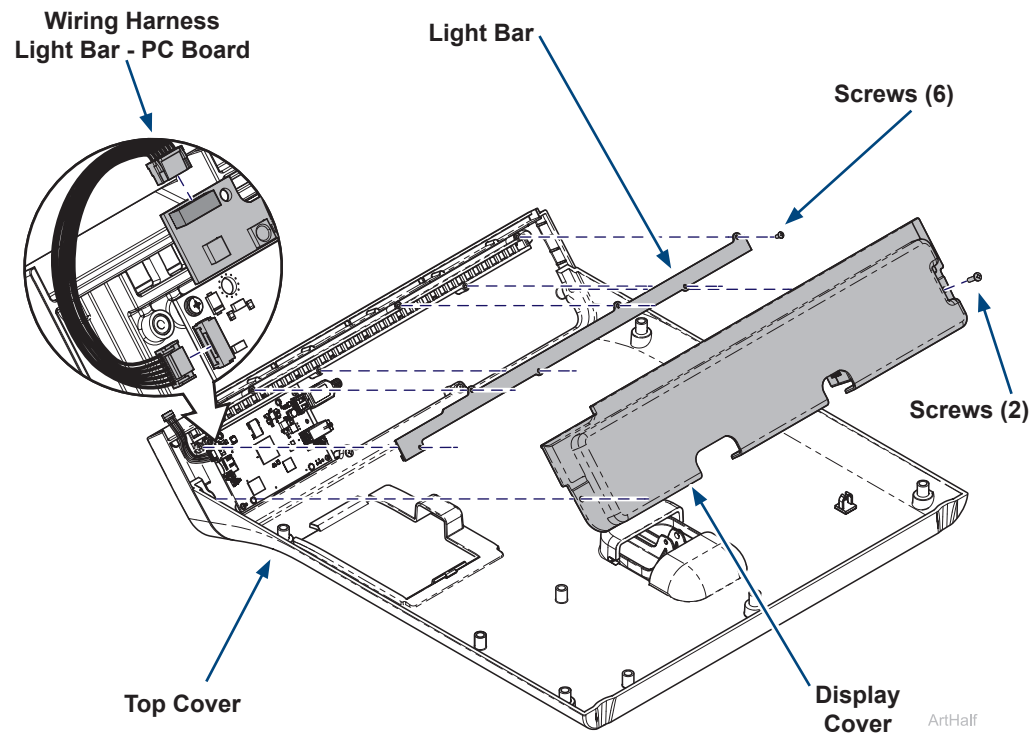 Wiring Harness
Light Bar - PC Board
Light Bar
Screws (6)
Screws (2)
Top Cover
Display
Cover
ArtHalf